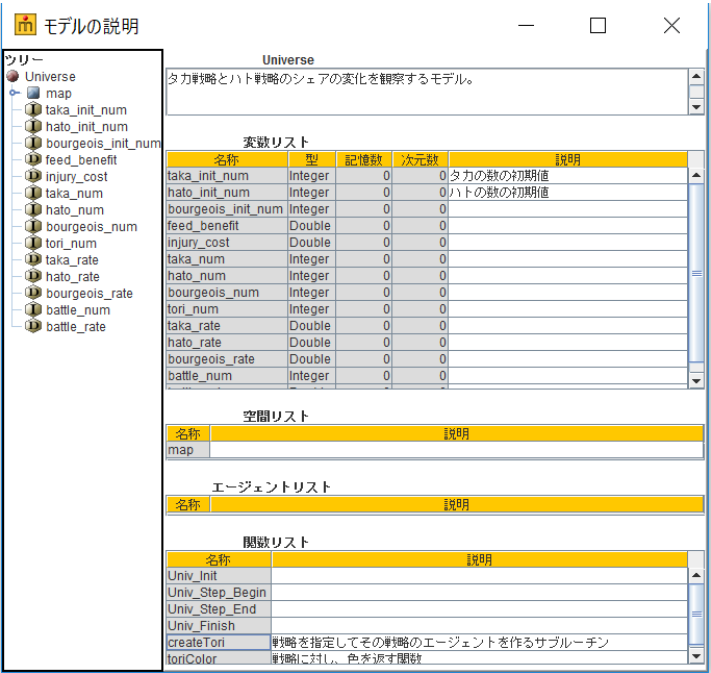 モデルの説明
ツリー
Universe
map
taka_init_num
hato_init_num
bourgeois_init_num
feed_benefit
injury_cost
taka_num
hato_num
bourgeois_num
tori_num
taka_rate
hato_rate
bourgeois_rate
battle_num
battle_rate
Universe
タカ戦略とハト戦略のシェアの変化を観察するモデル。
変数リスト
名称 型 記憶数 次元数 説明
taka_init_num Integer 0 0 タカの数の初期値
hato_init_num Integer 0 0 ハトの数の初期値
bourgeois_init_num Integer 0 0
feed_benefit Double 0 0
injury_cost Double 0 0
taka_num Integer 0 0
hato_num Integer 0 0
bourgeois_num Integer 0 0
tori_num Integer 0 0
taka_rate Double 0 0
hato_rate Double 0 0
bourgeois_rate Double 0 0
battle_num Integer 0 0
空間リスト
名称 説明
map
エージェントリスト
名称 説明
関数リスト
名称 説明
Univ_Init
Univ_Step_Begin
Univ_Step_End
Univ_Finish
createTori 戦略を指定してその戦略のエージェントを作るサブルーチン
toriColor 戦略に対し、色を返す関数